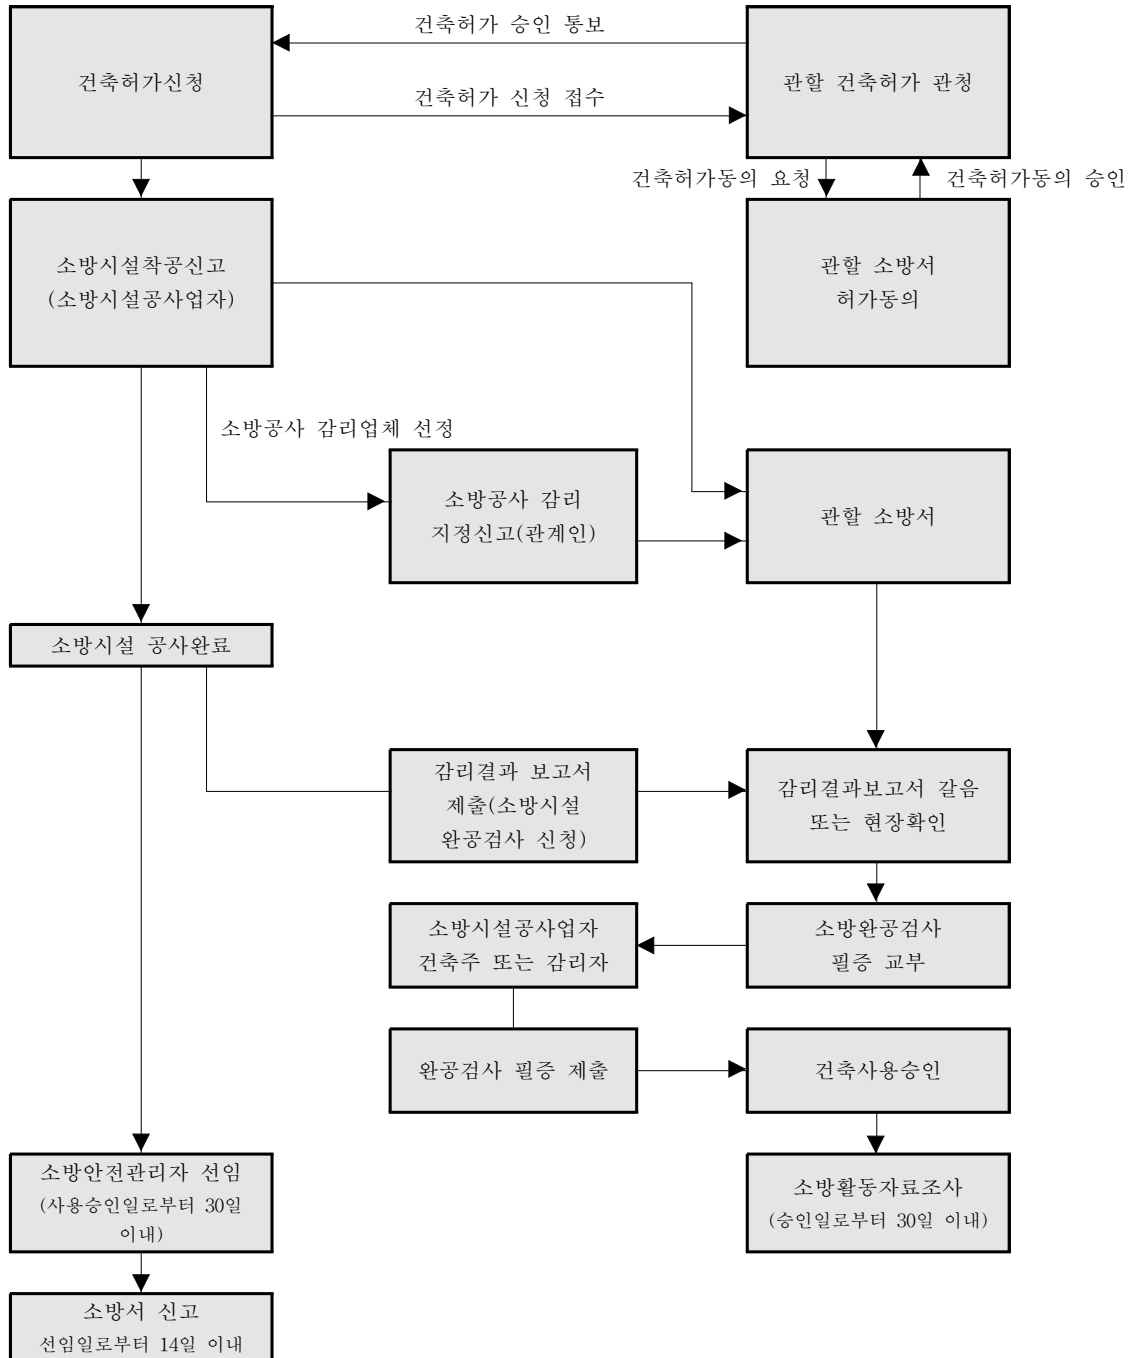 건축허가 승인 통보
건축허가신청
관할 건축허가 관청
건축허가 신청 접수
건축허가동의 요청
건축허가동의 승인
소방시설착공신고
(소방시설공사업자)
관할 소방서
허가동의
소방공사 감리업체 선정
소방공사 감리
지정신고(관계인)
관할 소방서
소방시설 공사완료
감리결과 보고서
제출(소방시설
완공검사 신청)
감리결과보고서 갈음
또는 현장확인
소방시설공사업자
건축주 또는 감리자
소방완공검사
필증 교부
완공검사 필증 제출
건축사용승인
소방안전관리자 선임
(사용승인일로부터 30일
이내)
소방활동자료조사
(승인일로부터 30일 이내)
소방서 신고
선임일로부터 14일 이내